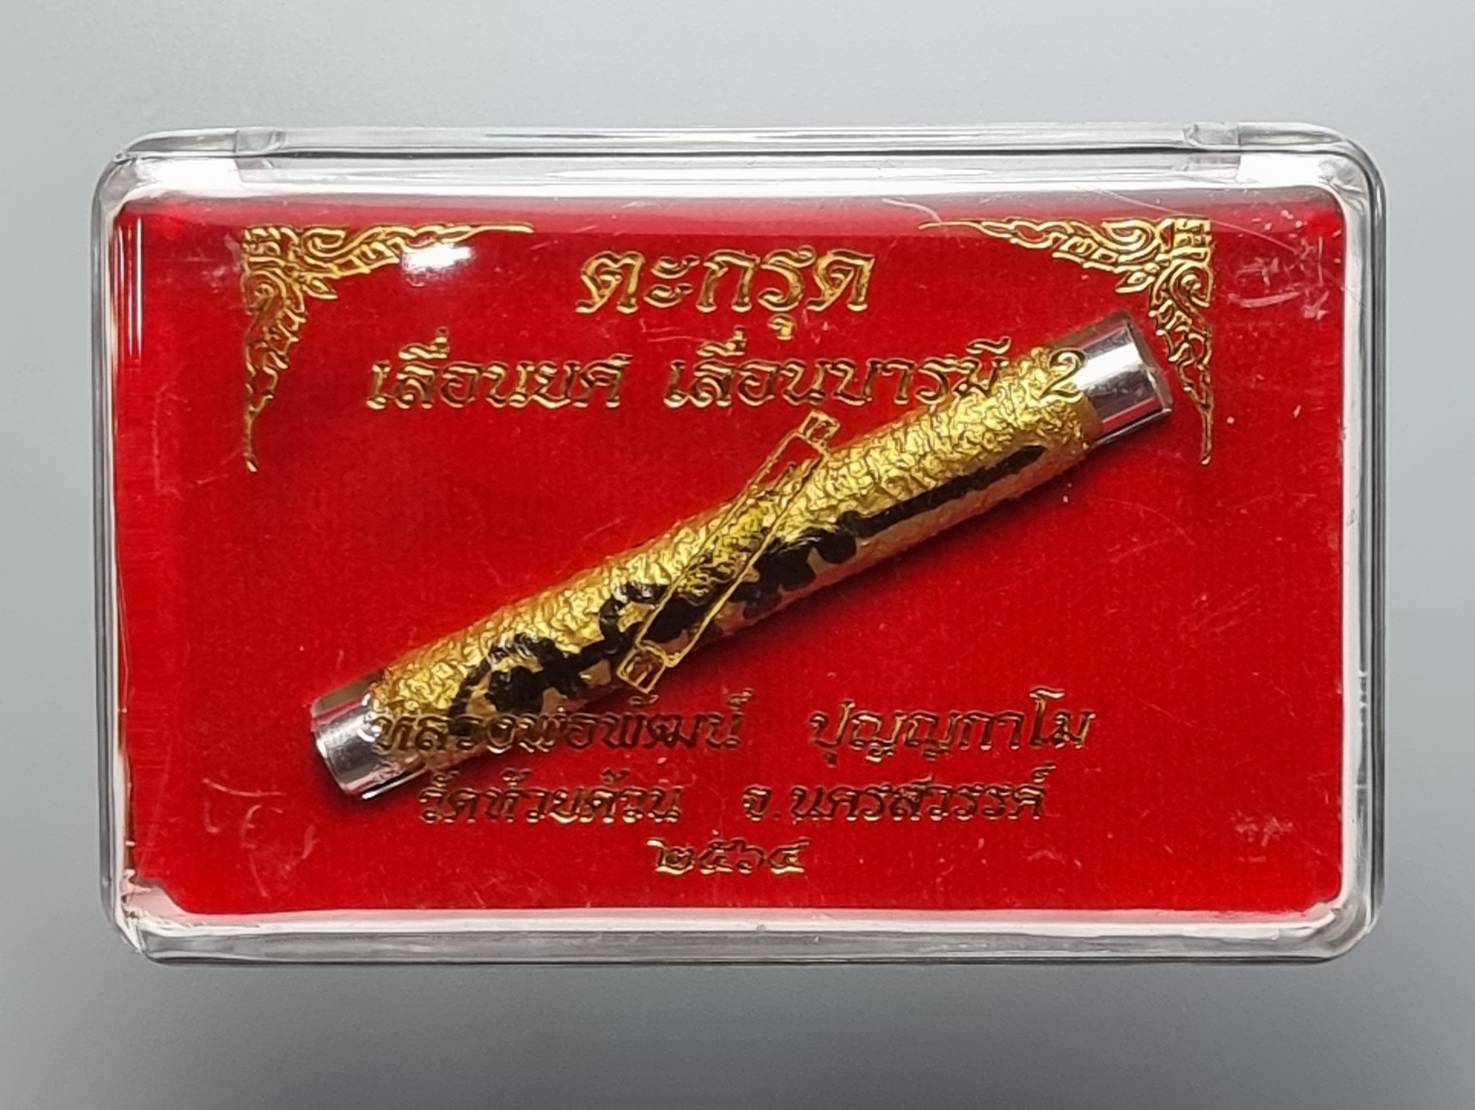 ตะกรุด
เลื่อนยศ เลื่อนบารมี 2
หลวงพ่อพัฒน์ ปุญญกาโม
วัดห้วยด้วน จ.นครสวรรค์
๒๕๖๔